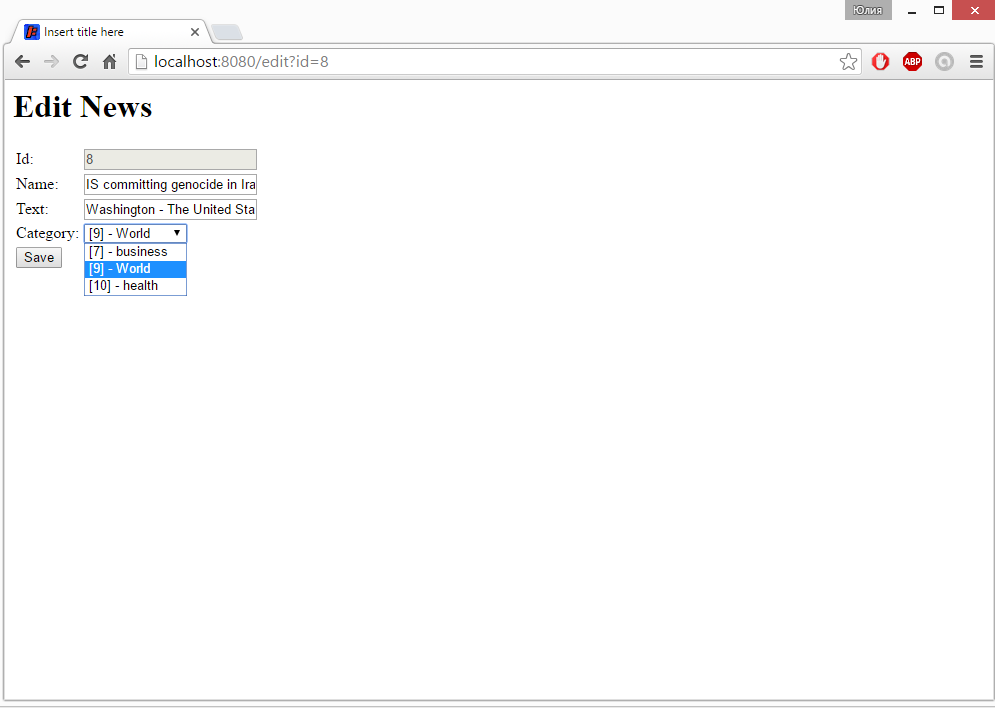 Юлия
Insert title here
localhost:8080/edit?id=8
ABP
Edit News
Id: 8
Name: IS committing genocide in Ira
Text: Washington - The United Sta
Category: [9] - World
[7] - business
Save
[9] - World
[10] - health